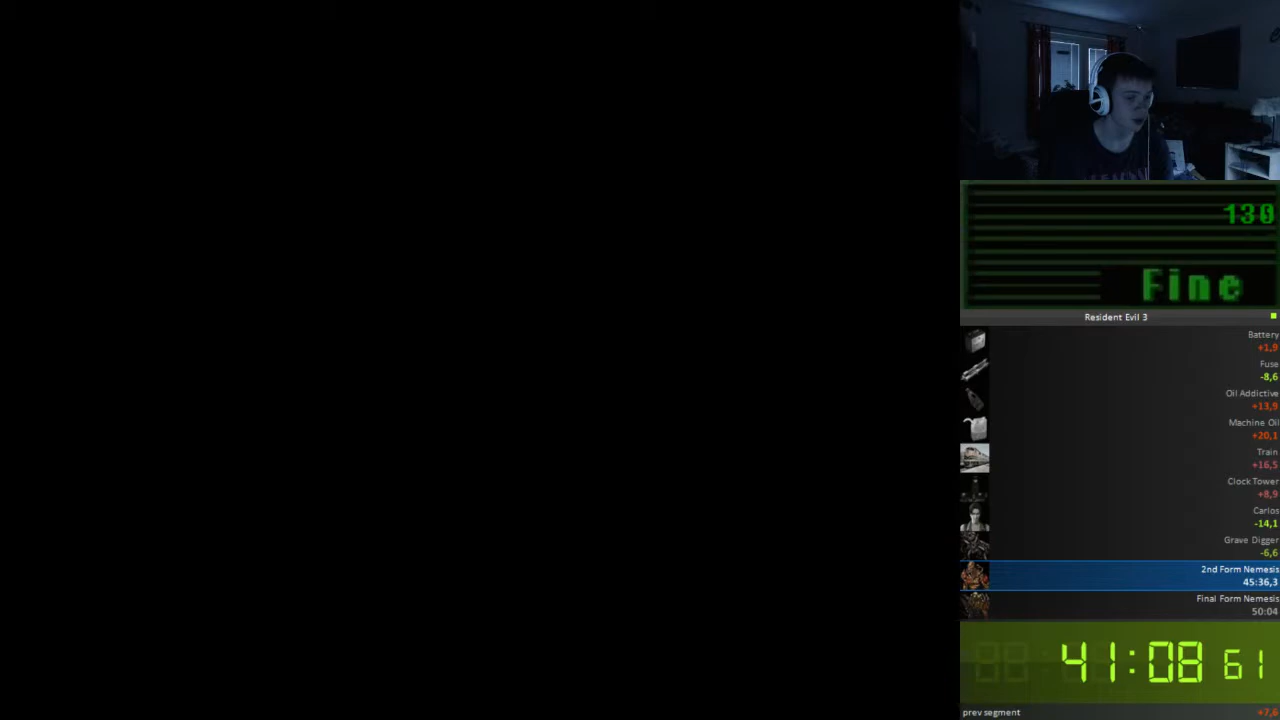 130
Fine
Resident Evil 3
Battery
+1,9
Fuse
-8,6
Oil Addictive
+13,9
Machine Oil
+20,1
Train
+16,5
Clock Tower
+8,9
Carlos
-14,1
Grave Digger
-6,6
2nd Form Nemesis
45:36,3
Final Form Nemesis
50:04
41:08 61
prev segment +7,6